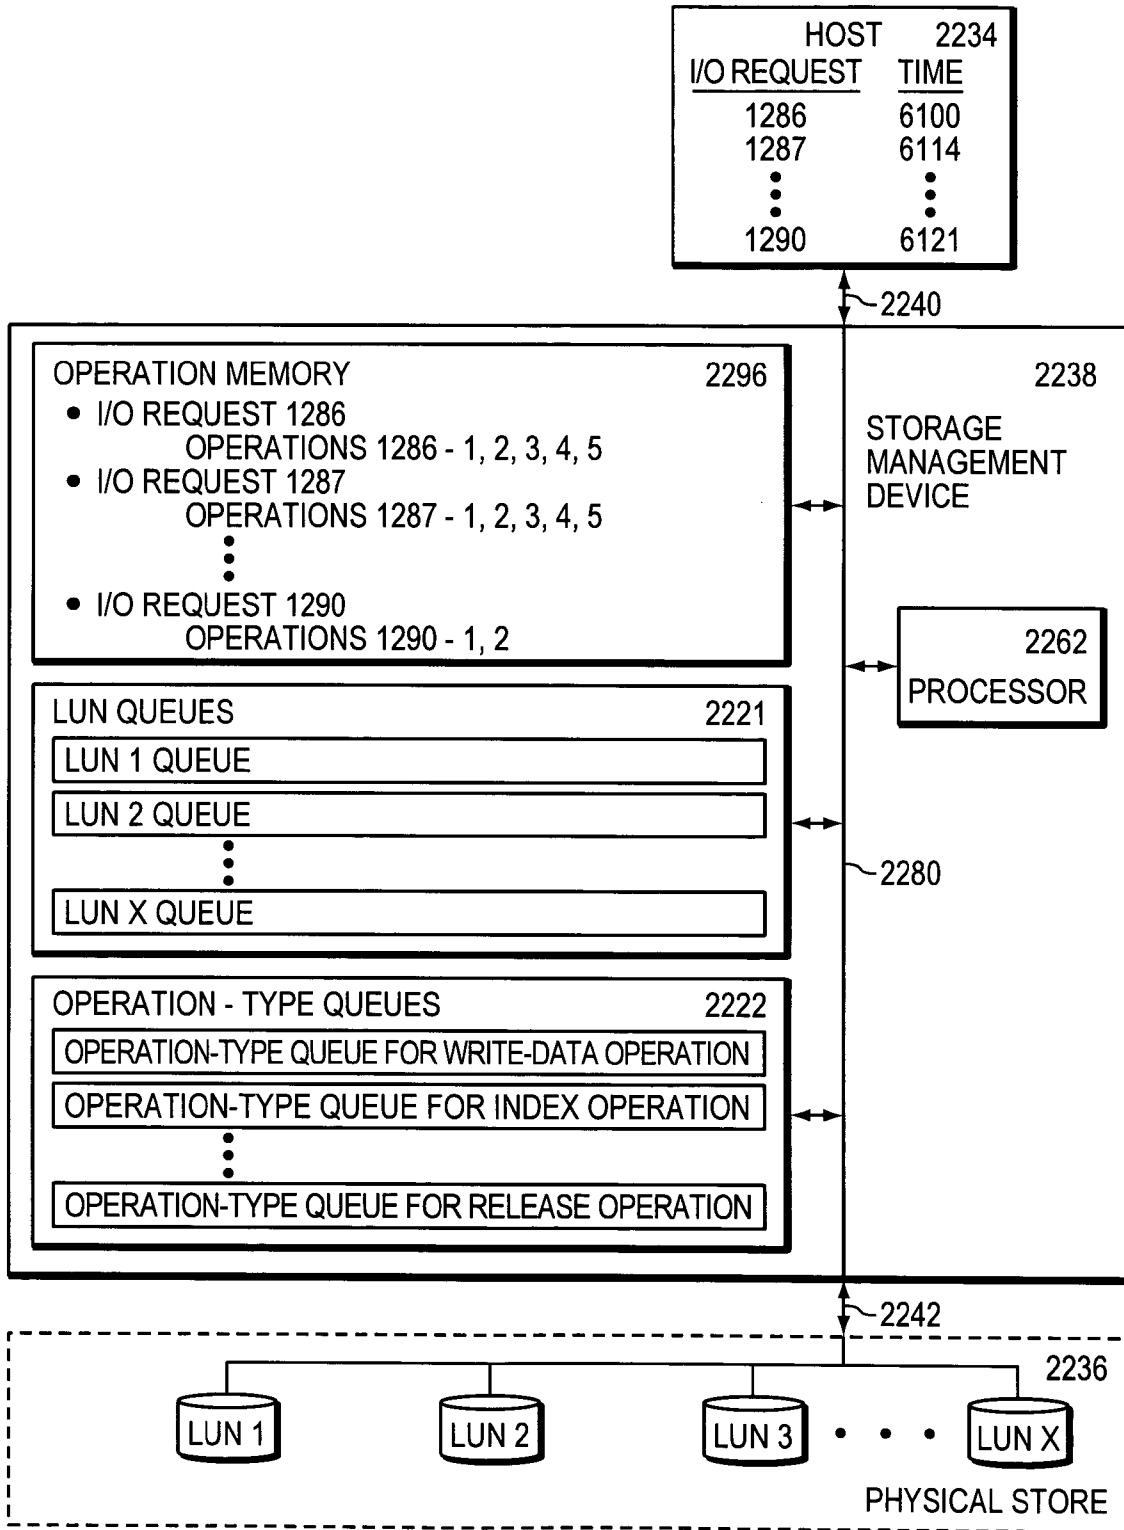 HOST 2234
I/O REQUEST TIME
1286 6100
1287 6114
1290 6121
2240
OPERATION MEMORY 2296
• I/O REQUEST 1286
OPERATIONS 1286 - 1, 2, 3, 4, 5
• I/O REQUEST 1287
OPERATIONS 1287 - 1, 2, 3, 4, 5
• I/O REQUEST 1290
OPERATIONS 1290 - 1, 2
2238
STORAGE
MANAGEMENT
DEVICE
2262
PROCESSOR
LUN QUEUES 2221
LUN 1 QUEUE
LUN 2 QUEUE
LUN X QUEUE
2280
OPERATION - TYPE QUEUES 2222
OPERATION-TYPE QUEUE FOR WRITE-DATA OPERATION
OPERATION-TYPE QUEUE FOR INDEX OPERATION
OPERATION-TYPE QUEUE FOR RELEASE OPERATION
2242
2236
LUN 1
LUN 2
LUN 3
LUN X
PHYSICAL STORE